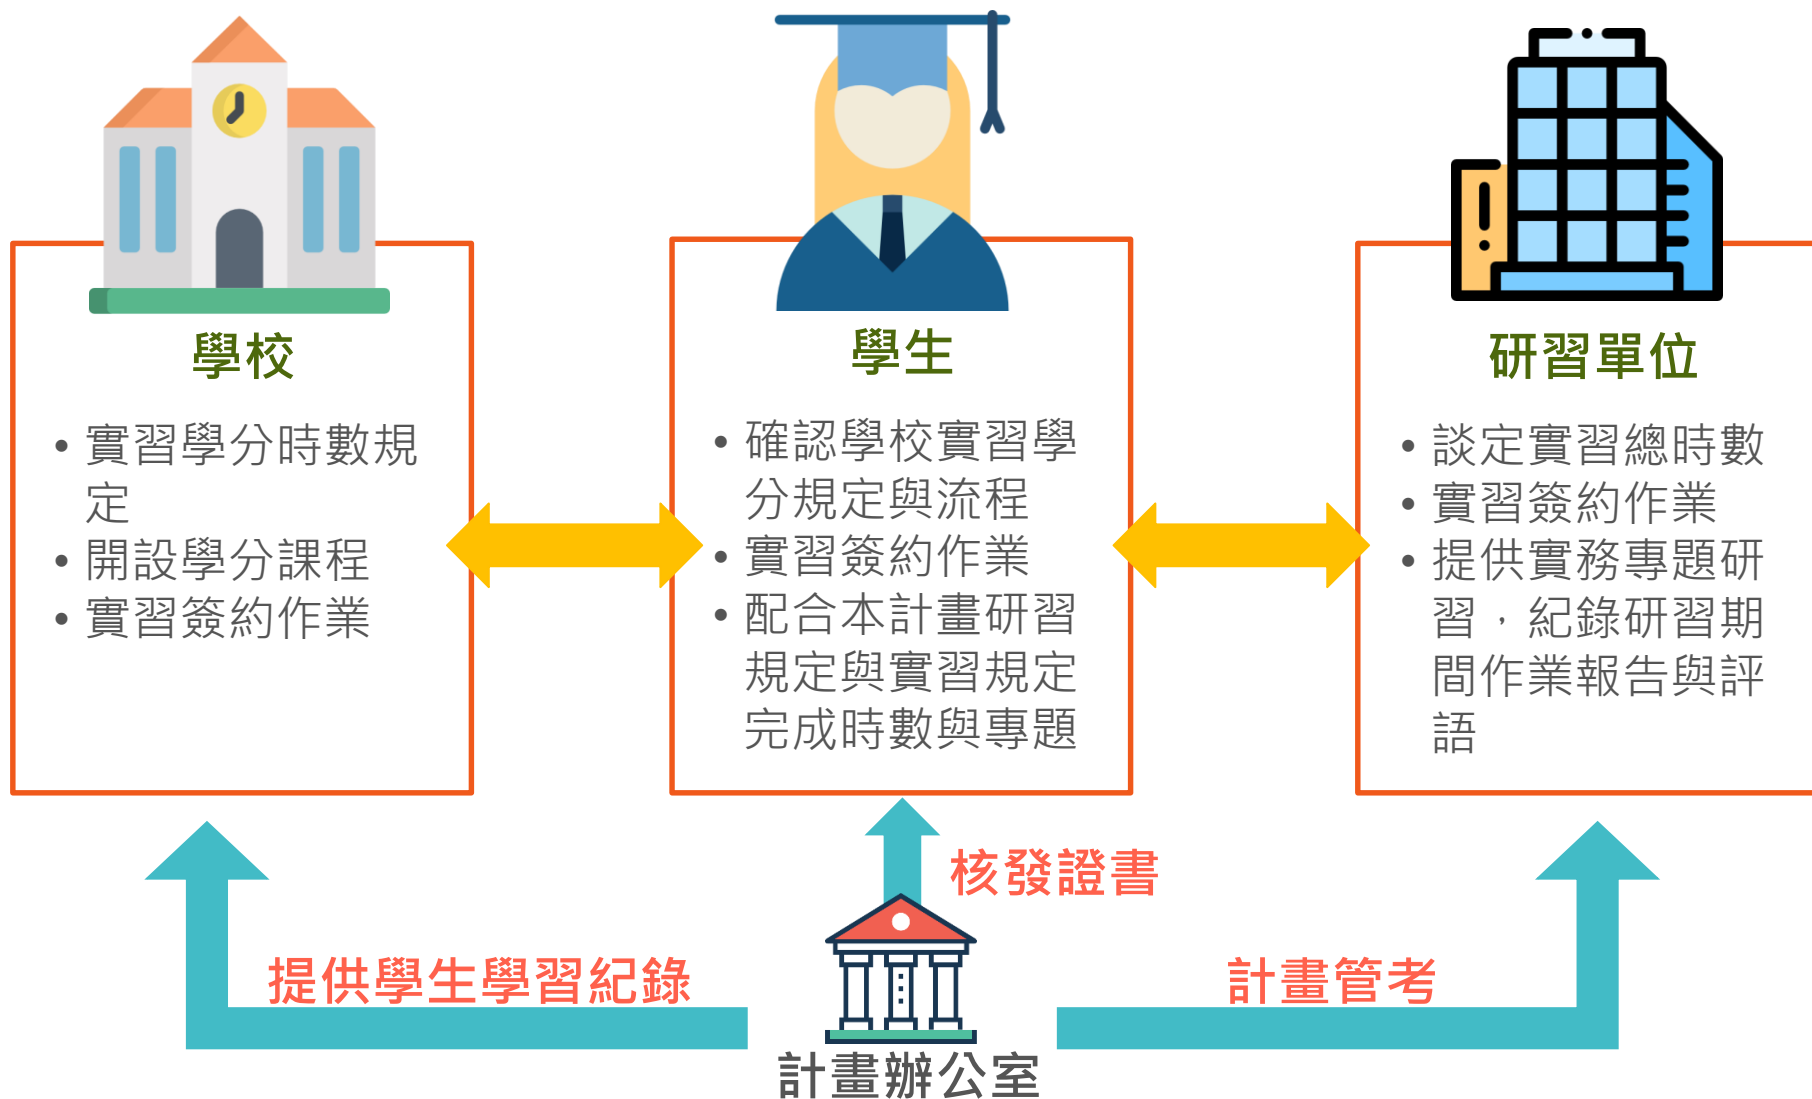 學校
• 實習學分時數規
定
• 開設學分課程
• 實習簽約作業
學生
• 確認學校實習學
分規定與流程
• 實習簽約作業
• 配合本計畫研習
規定與實習規定
完成時數與專題
研習單位
• 談定實習總時數
• 實習簽約作業
• 提供實務專題研
習，紀錄研習期
間作業報告與評
語
核發證書
提供學生學習紀錄
計畫管考
計畫辦公室